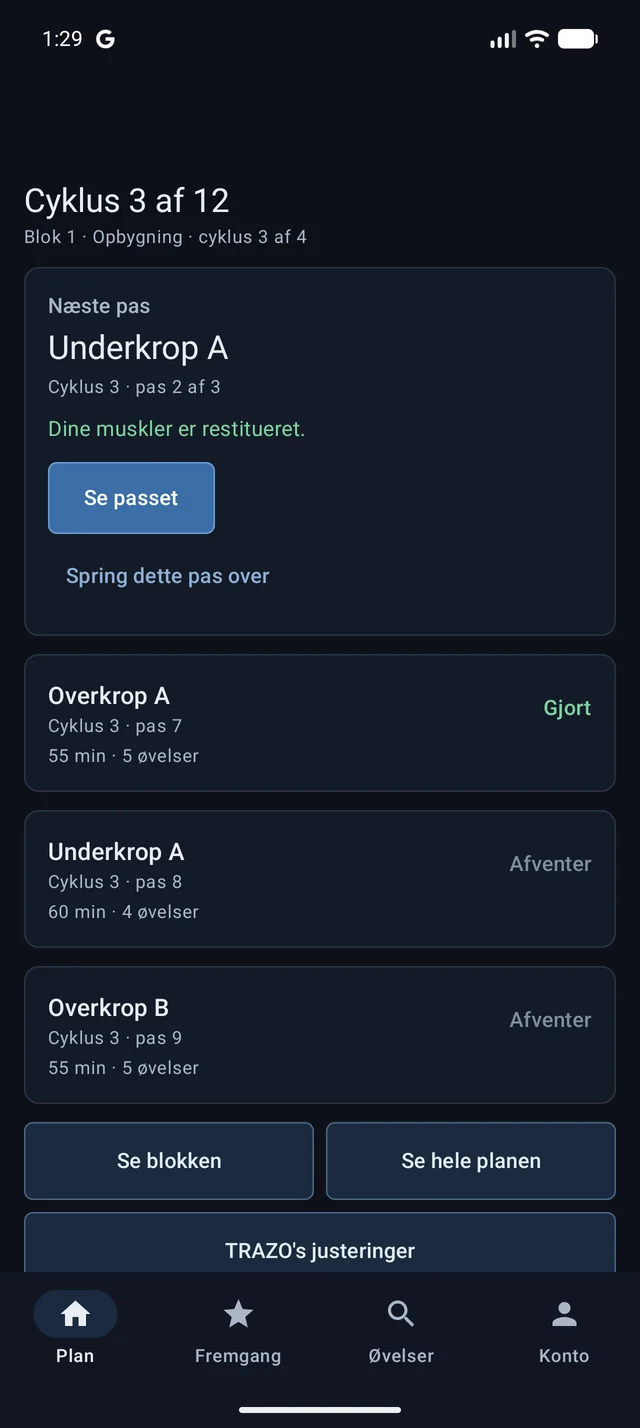 1:29 G
Cyklus 3 af 12
Blok 1 · Opbygning · cyklus 3 af 4
Næste pas
Underkrop A
Cyklus 3 · pas 2 af 3
Dine muskler er restitueret.
Se passet
Spring dette pas over
Overkrop A
Gjort
Cyklus 3 · pas 7
55 min · 5 øvelser
Underkrop A
Afventer
Cyklus 3 · pas 8
60 min · 4 øvelser
Overkrop B
Afventer
Cyklus 3 · pas 9
55 min · 5 øvelser
Se blokken
Se hele planen
TRAZO's justeringer
Plan
Fremgang
Øvelser
Konto